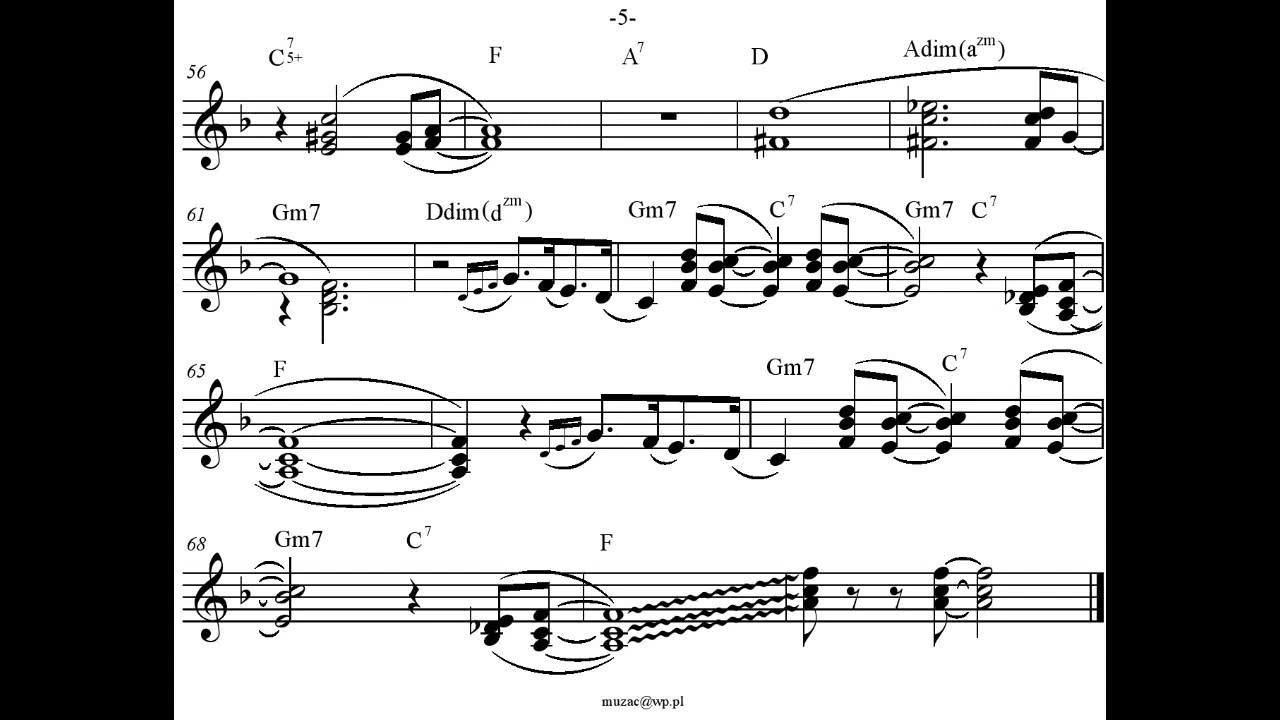 -5-
C7 5+ F A7 D Adim(azm)
56
Gm7 Ddim(dzm) Gm7 C7 Gm7 C7
61
F Gm7 C7
65
Gm7 C7 F
68
muzac@wp.pl